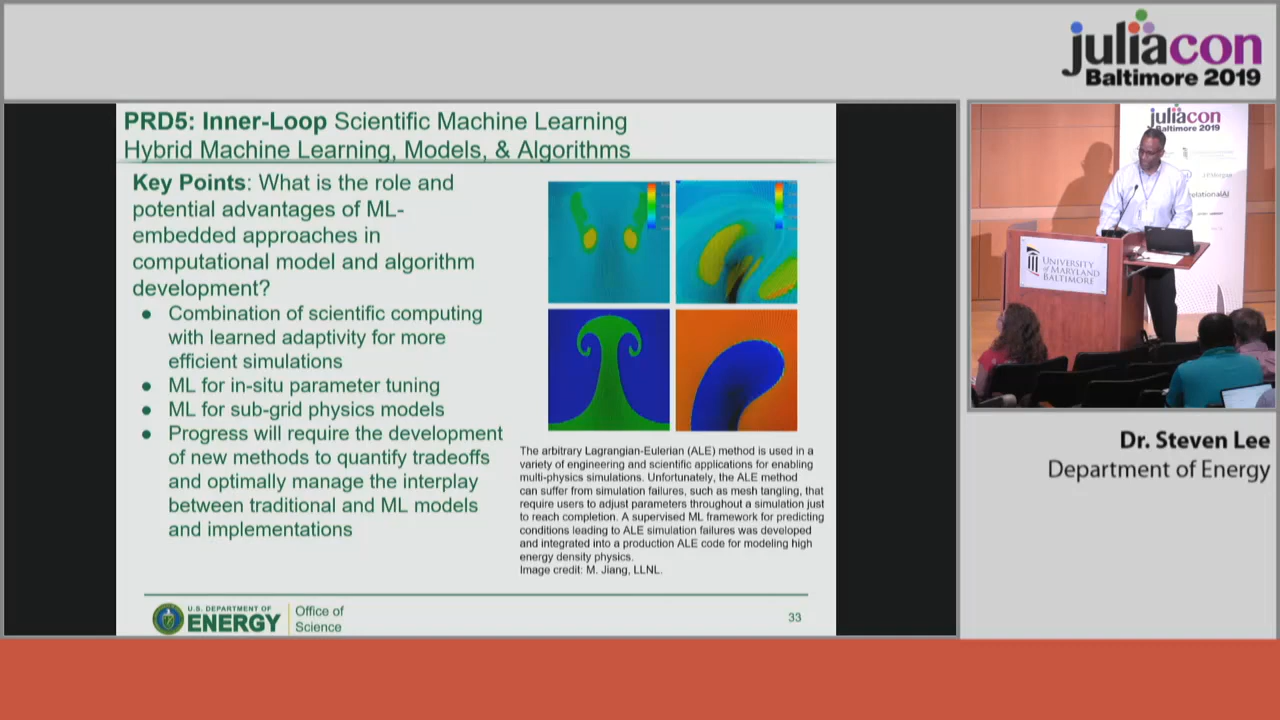 juliacon
Baltimore 2019
PRD5: Inner-Loop Scientific Machine Learning
Hybrid Machine Learning, Models, & Algorithms
Key Points: What is the role and
potential advantages of ML-
embedded approaches in
computational model and algorithm
development?
● Combination of scientific computing
with learned adaptivity for more
efficient simulations
● ML for in-situ parameter tuning
● ML for sub-grid physics models
● Progress will require the development
of new methods to quantify tradeoffs
and optimally manage the interplay
between traditional and ML models
and implementations
The arbitrary Lagrangian-Eulerian (ALE) method is used in a
variety of engineering and scientific applications for enabling
multi-physics simulations. Unfortunately, the ALE method
can suffer from simulation failures, such as mesh tangling, that
require users to adjust parameters throughout a simulation just
to reach completion. A supervised ML framework for predicting
conditions leading to ALE simulation failures was developed
and integrated into a production ALE code for modeling high
energy density physics.
Image credit: M. Jiang, LLNL.
U.S. DEPARTMENT OF
ENERGY
Office of
Science
33
juliacon
Baltimore 2019
UNIVERSITY
OF MARYLAND
BALTIMORE
Dr. Steven Lee
Department of Energy